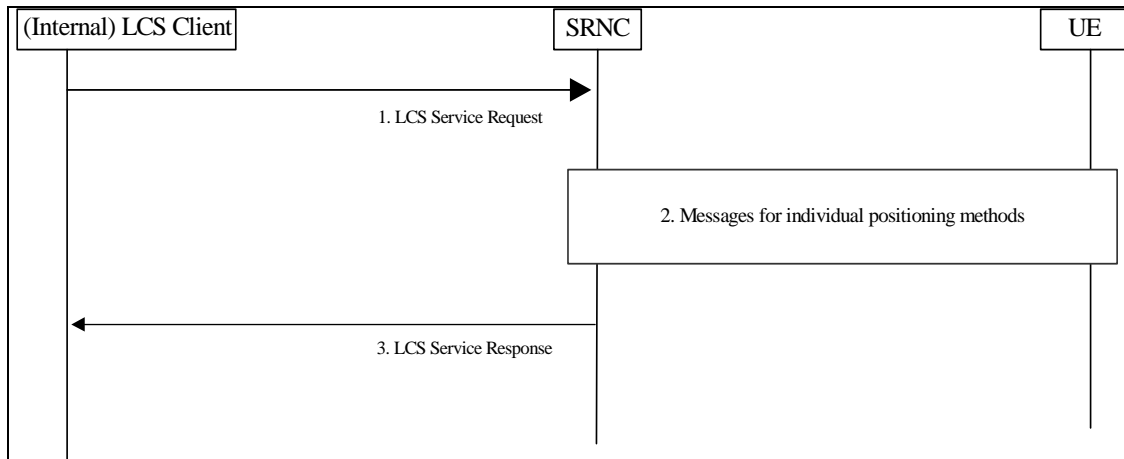 (Internal) LCS Client
SRNC
UE
1. LCS Service Request
2. Messages for individual positioning methods
3. LCS Service Response